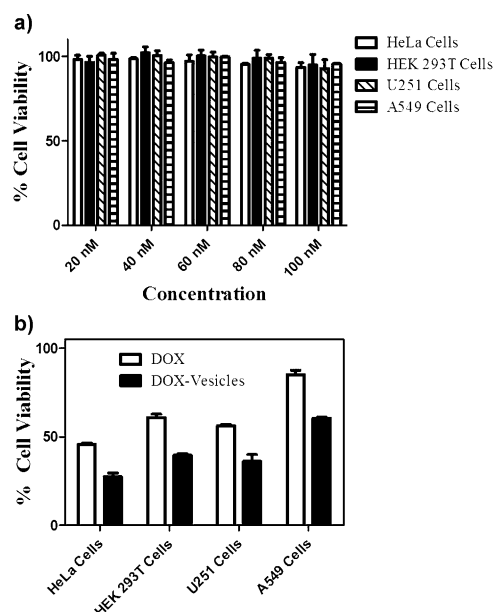 a)
% Cell Viability
100
50
0
HeLa Cells
HEK 293T Cells
U251 Cells
A549 Cells
20 nM
40 nM
60 nM
80 nM
100 nM
Concentration
b)
% Cell Viability
100
50
0
DOX
DOX-Vesicles
HeLa Cells
HEK 293T Cells
U251 Cells
A549 Cells